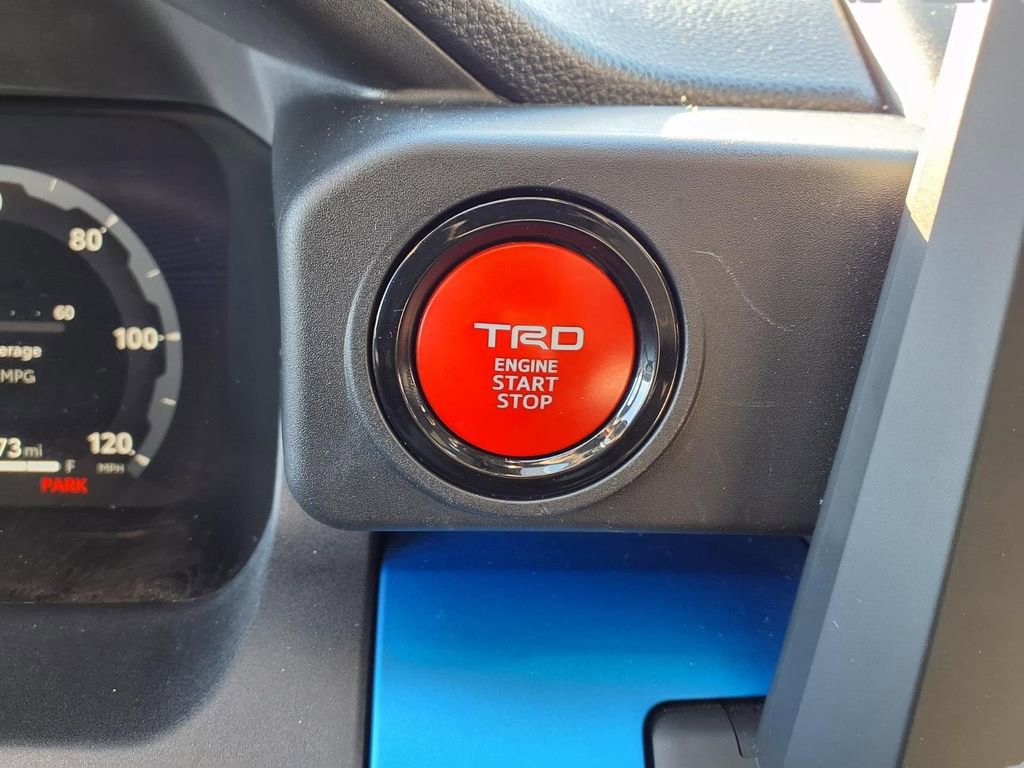 80
60
100
erage
MPG
120
MPH
73 mi
F
PARK
TRD
ENGINE
START
STOP